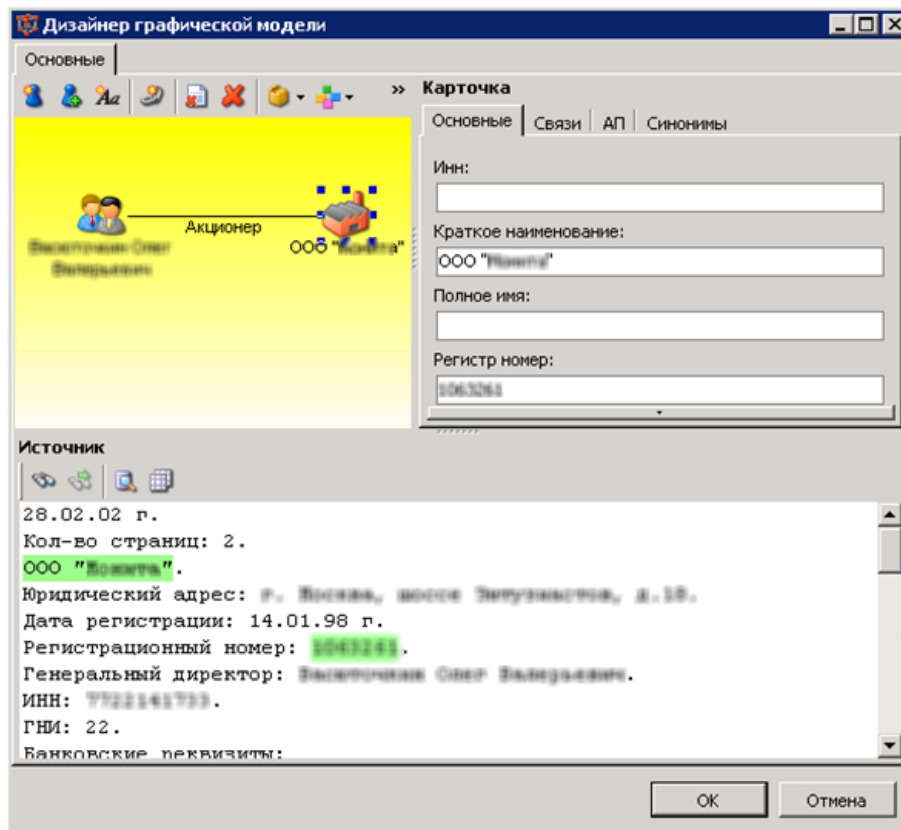 Дизайнер графической модели
Основные
Аа
»
Карточка
Основные
Связи
АП
Синонимы
Инн:
Краткое наименование:
ООО "
Полное имя:
Регистр номер:
Акционер
ООО "
Источник
28.02.02 г.
Кол-во страниц: 2.
ООО "
Юридический адрес:
Дата регистрации: 14.01.98 г.
Регистрационный номер:
Генеральный директор:
ИНН:
ГНИ: 22.
Банковские реквизиты:
OK
Отмена